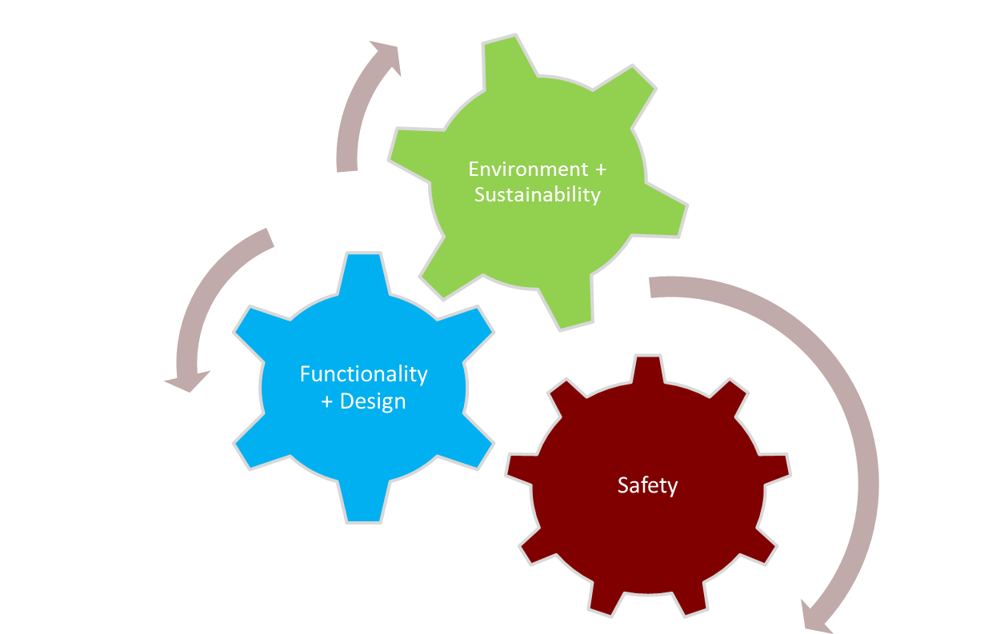 Environment +
Sustainability
Functionality
+ Design
Safety